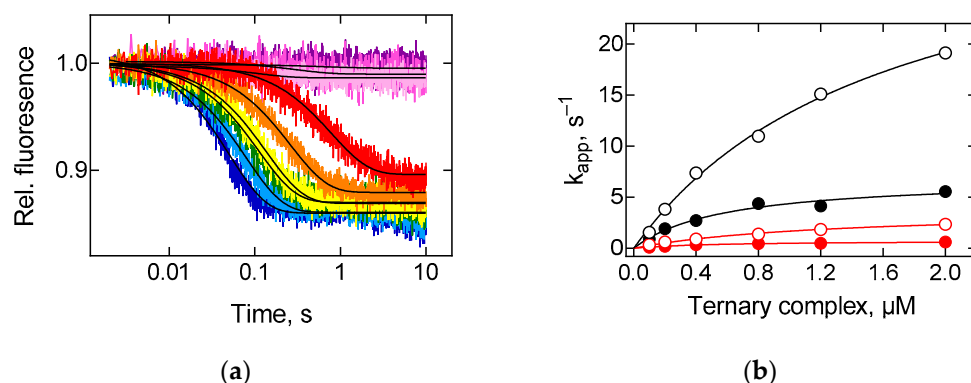 Rel. fluoresence
1.0
0.9
0.01
0.1
1
10
Time, s
(a)
k_app, s⁻¹
20
15
10
5
0
0.0
0.4
0.8
1.2
1.6
2.0
Ternary complex, µM
(b)